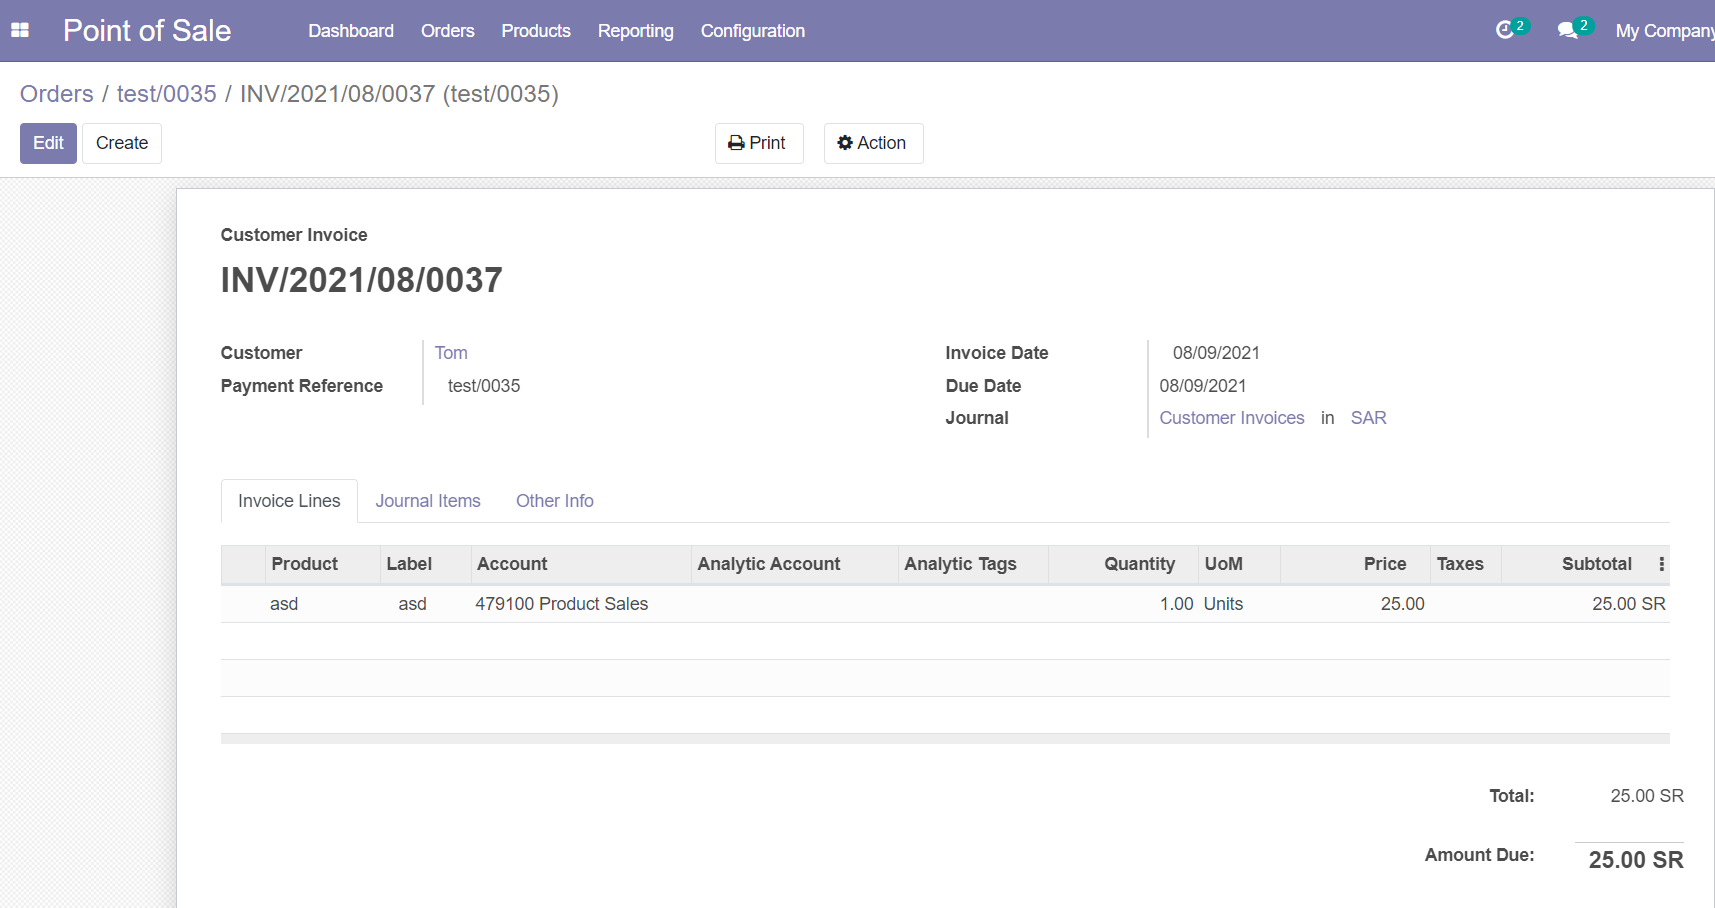 Point of Sale Dashboard Orders Products Reporting Configuration 2 2 My Company
Orders / test/0035 / INV/2021/08/0037 (test/0035)
Edit Create Print Action
Customer Invoice
INV/2021/08/0037
Customer Tom Invoice Date 08/09/2021
Payment Reference test/0035 Due Date 08/09/2021
Journal Customer Invoices in SAR
Invoice Lines Journal Items Other Info
Product Label Account Analytic Account Analytic Tags Quantity UoM Price Taxes Subtotal
asd asd 479100 Product Sales 1.00 Units 25.00 25.00 SR
Total: 25.00 SR
Amount Due: 25.00 SR